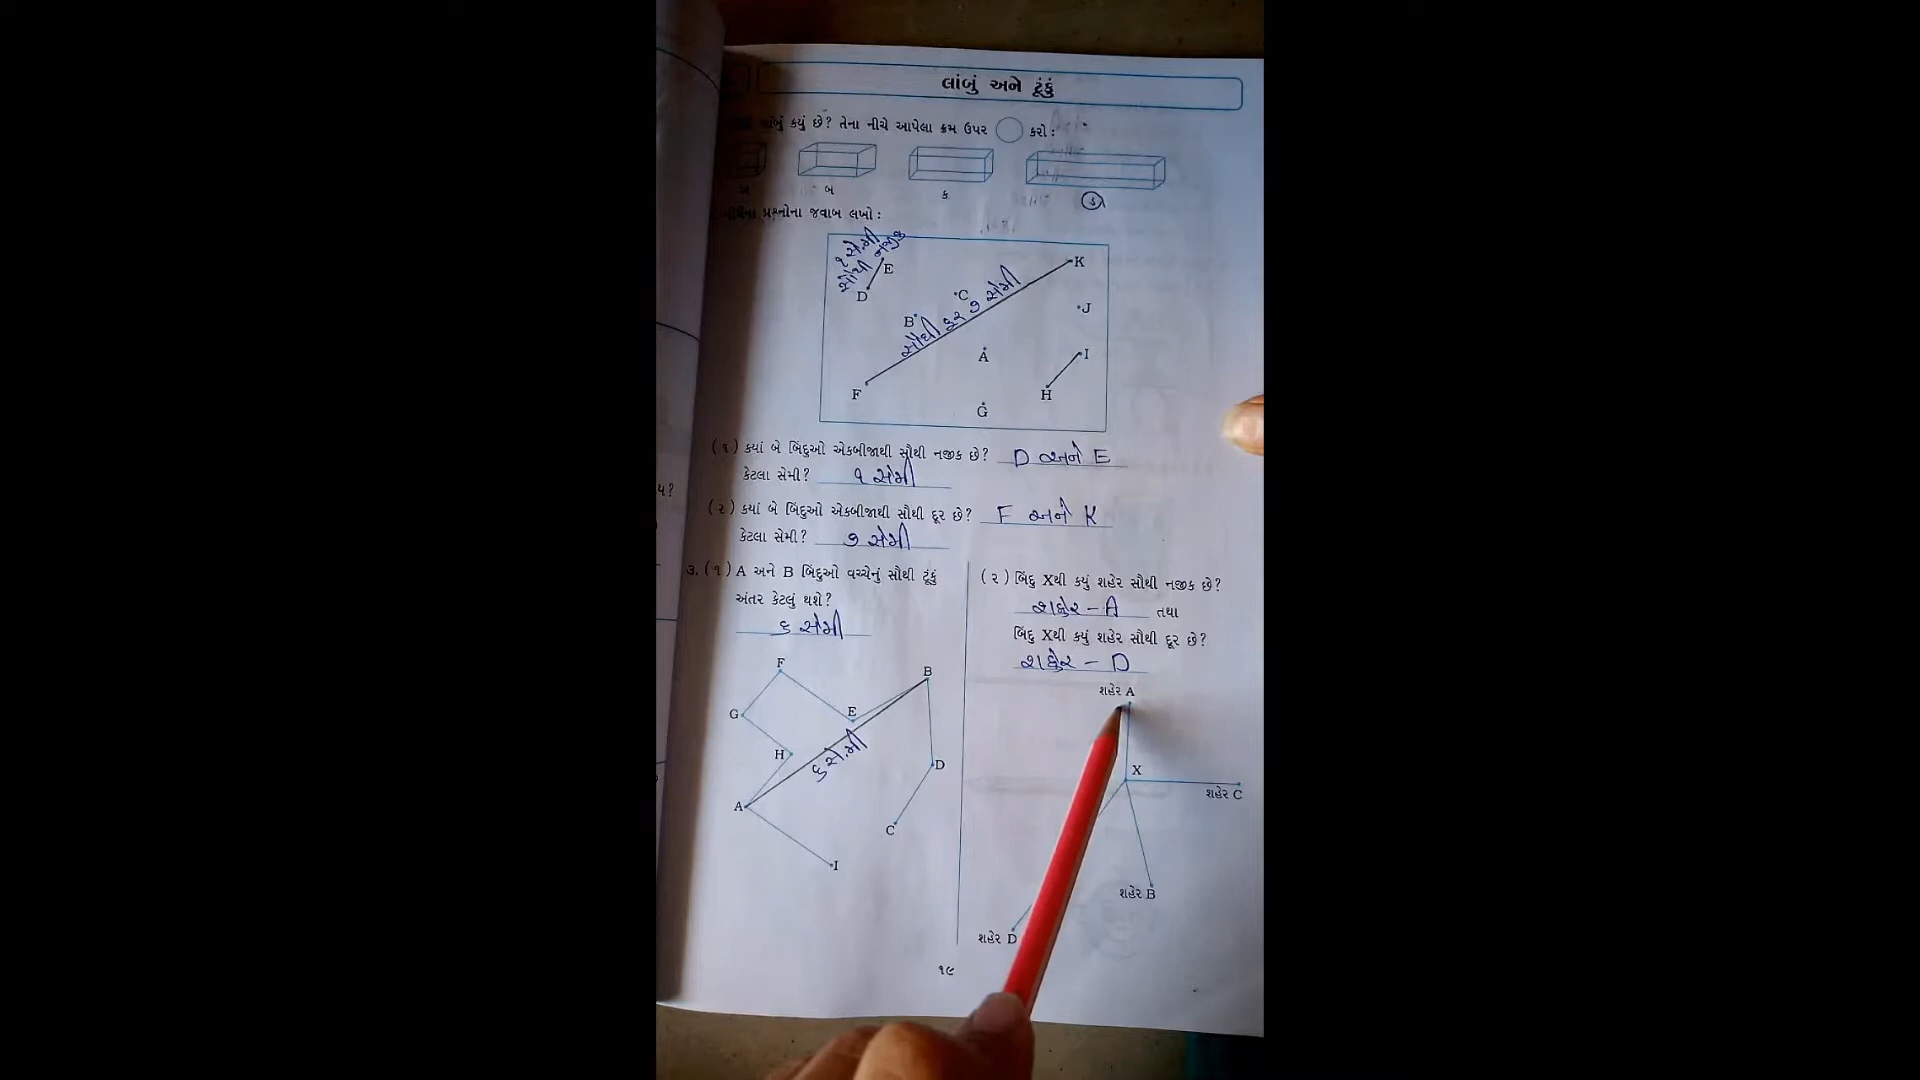 લાંબું અને ટૂંકું
લાંબું કયું છે? તેના નીચે આપેલા ક્રમ ઉપર કરો :
બ
ક
ડ
નીચેના પ્રશ્નોના જવાબ લખો :
૧ સે.મી
સૌથી નજીક
E
D
K
C
સૌથી દૂર ૭ સેમી
J
B
A
I
F
H
G
(૧) કયાં બે બિંદુઓ એકબીજાથી સૌથી નજીક છે? D અને E
કેટલા સેમી? ૧ સેમી
(૨) કયાં બે બિંદુઓ એકબીજાથી સૌથી દૂર છે? F અને K
કેટલા સેમી? ૭ સેમી
૩. (૧) A અને B બિંદુઓ વચ્ચેનું સૌથી ટૂંકું
અંતર કેટલું થશે?
૬ સેમી
F
B
G
E
H
૬ સે.મી
D
A
C
I
(૨) બિંદુ Xથી કયું શહેર સૌથી નજીક છે?
શહેર - A તથા
બિંદુ Xથી કયું શહેર સૌથી દૂર છે?
શહેર - D
શહેર A
X
શહેર C
શહેર B
શહેર D
૧૯
ય?